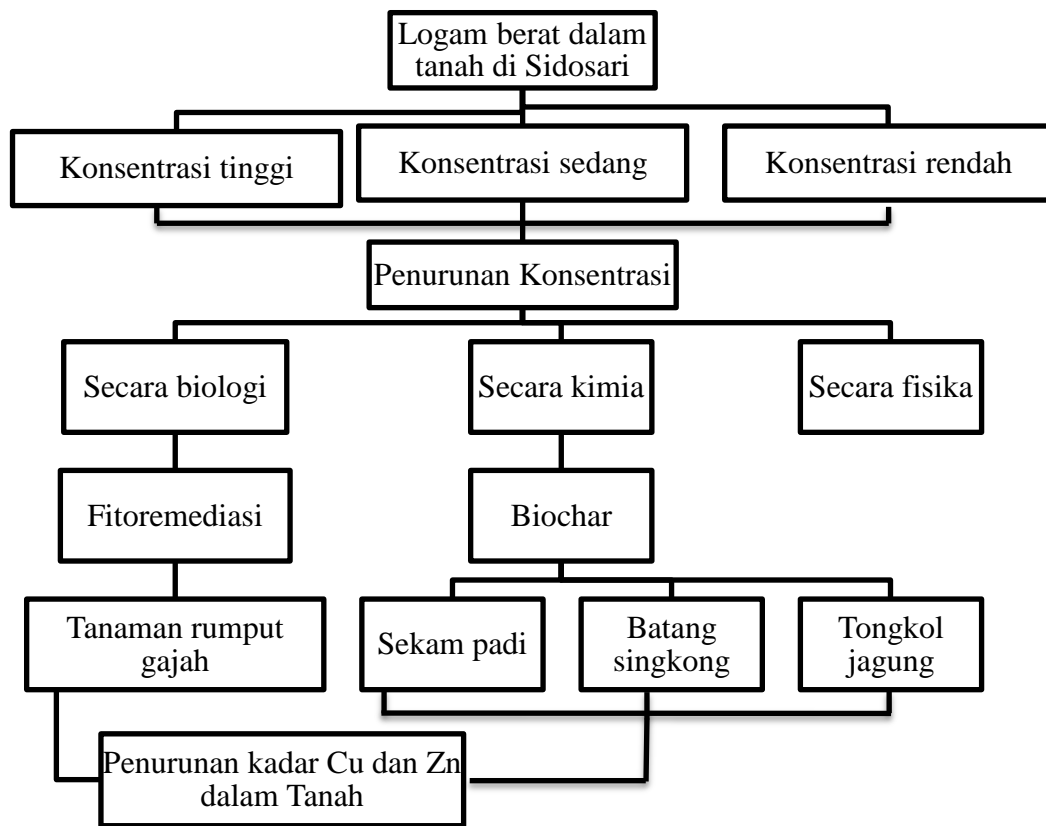 Logam berat dalam
tanah di Sidosari
Konsentrasi tinggi
Konsentrasi sedang
Konsentrasi rendah
Penurunan Konsentrasi
Secara biologi
Secara kimia
Secara fisika
Fitoremediasi
Biochar
Tanaman rumput
gajah
Sekam padi
Batang
singkong
Tongkol
jagung
Penurunan kadar Cu dan Zn
dalam Tanah